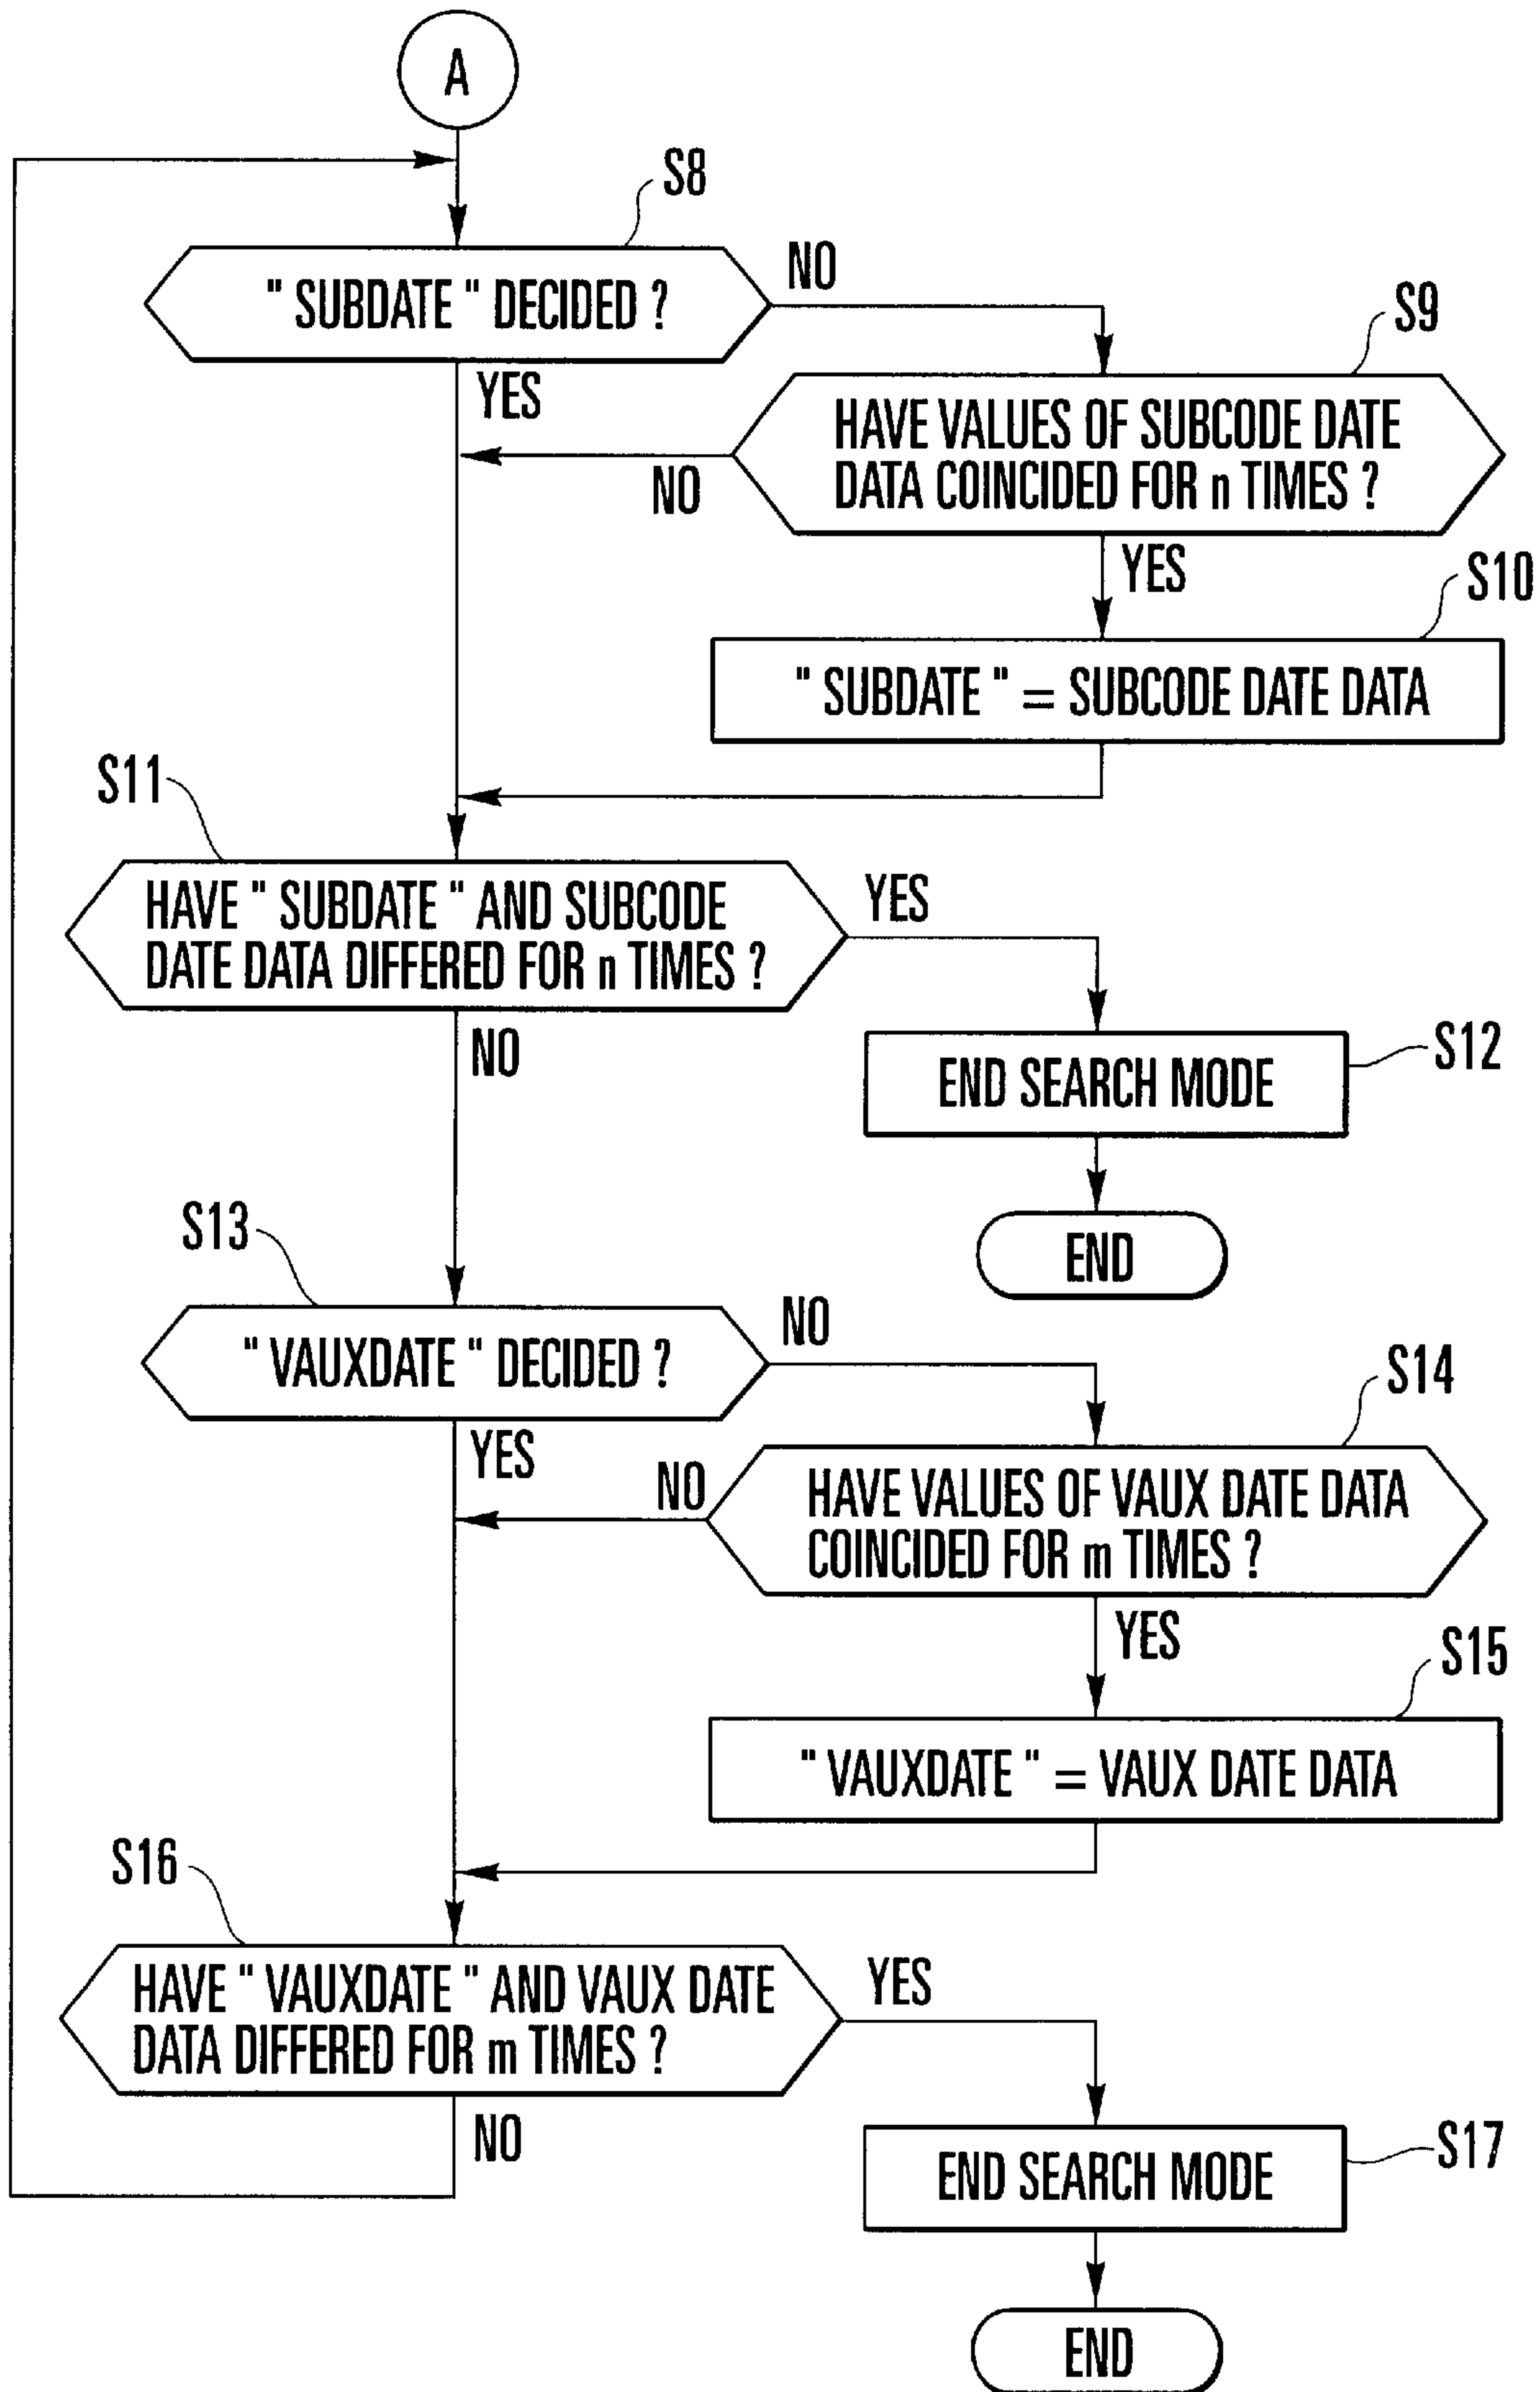 A
S8
" SUBDATE " DECIDED ?
NO
YES
S9
HAVE VALUES OF SUBCODE DATE
DATA COINCIDED FOR n TIMES ?
NO
YES
S10
" SUBDATE " = SUBCODE DATE DATA
S11
HAVE " SUBDATE " AND SUBCODE
DATE DATA DIFFERED FOR n TIMES ?
YES
NO
S12
END SEARCH MODE
END
S13
" VAUXDATE " DECIDED ?
NO
YES
S14
HAVE VALUES OF VAUX DATE DATA
COINCIDED FOR m TIMES ?
NO
YES
S15
" VAUXDATE " = VAUX DATE DATA
S16
HAVE " VAUXDATE " AND VAUX DATE
DATA DIFFERED FOR m TIMES ?
YES
NO
S17
END SEARCH MODE
END